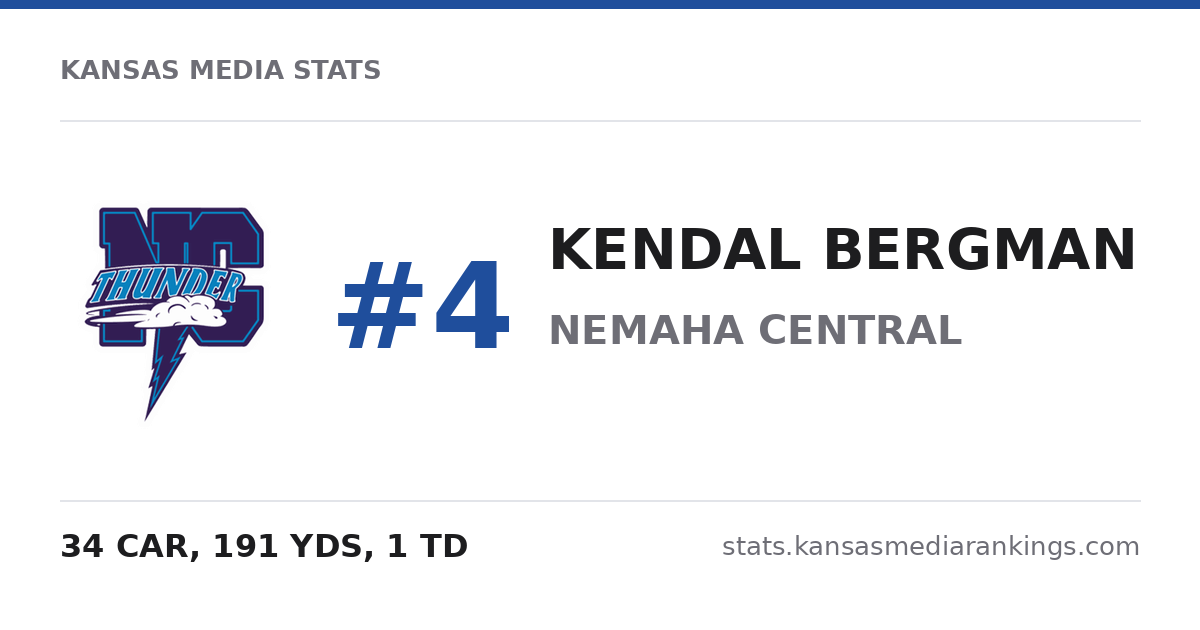 KANSAS MEDIA STATS
NC
THUNDER
#4
KENDAL BERGMAN
NEMAHA CENTRAL
34 CAR, 191 YDS, 1 TD
stats.kansasmediarankings.com